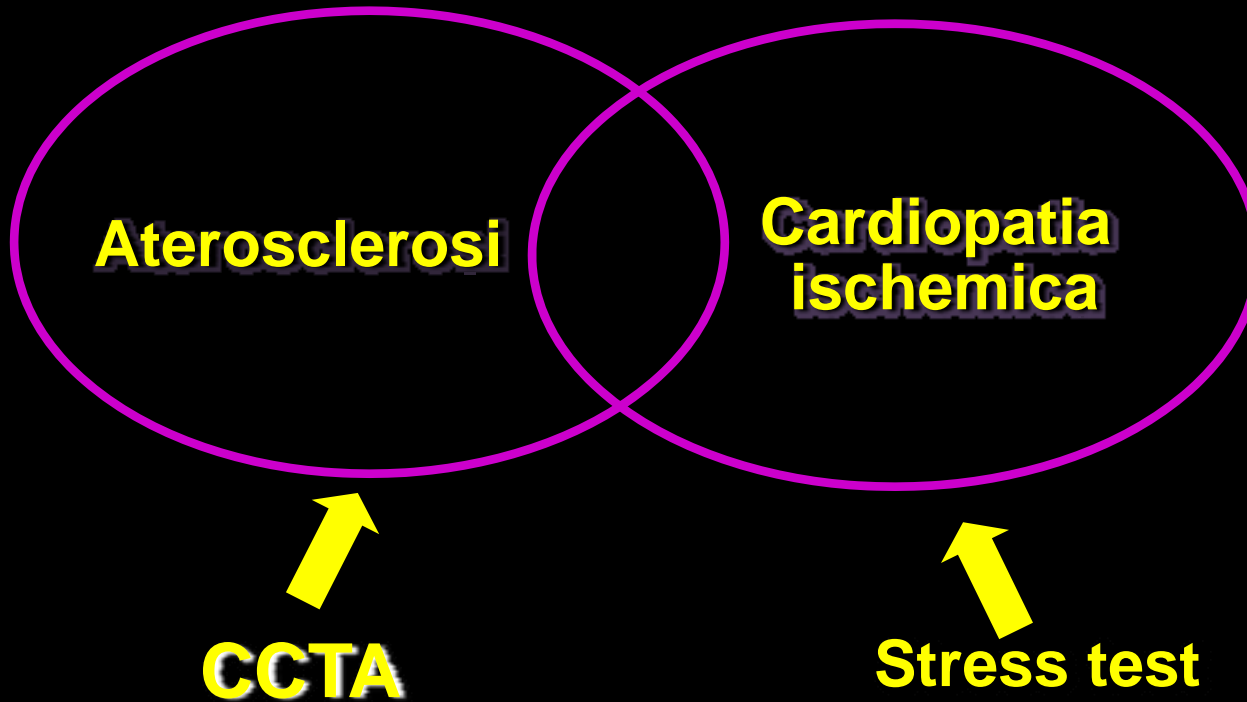 Aterosclerosi
Cardiopatia
ischemica
CCTA
Stress test